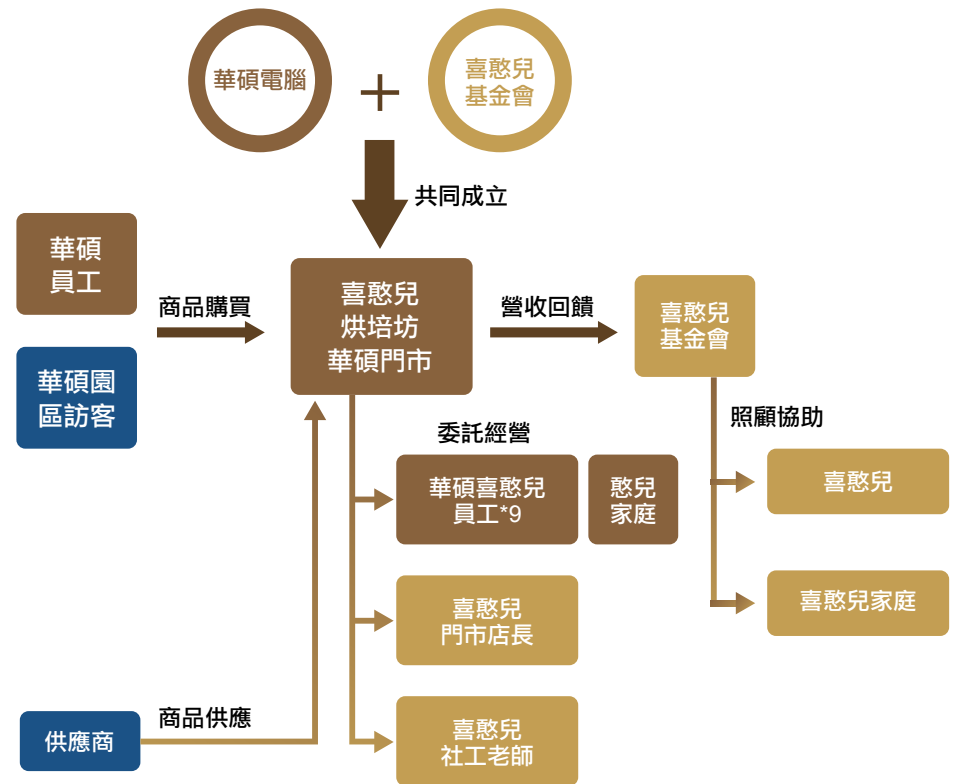 華碩電腦
喜憨兒
基金會
共同成立
華碩
員工
華碩園
區訪客
商品購買
喜憨兒
烘培坊
華碩門市
營收回饋
喜憨兒
基金會
照顧協助
喜憨兒
喜憨兒家庭
委託經營
華碩喜憨兒
員工*9
憨兒
家庭
喜憨兒
門市店長
喜憨兒
社工老師
供應商
商品供應